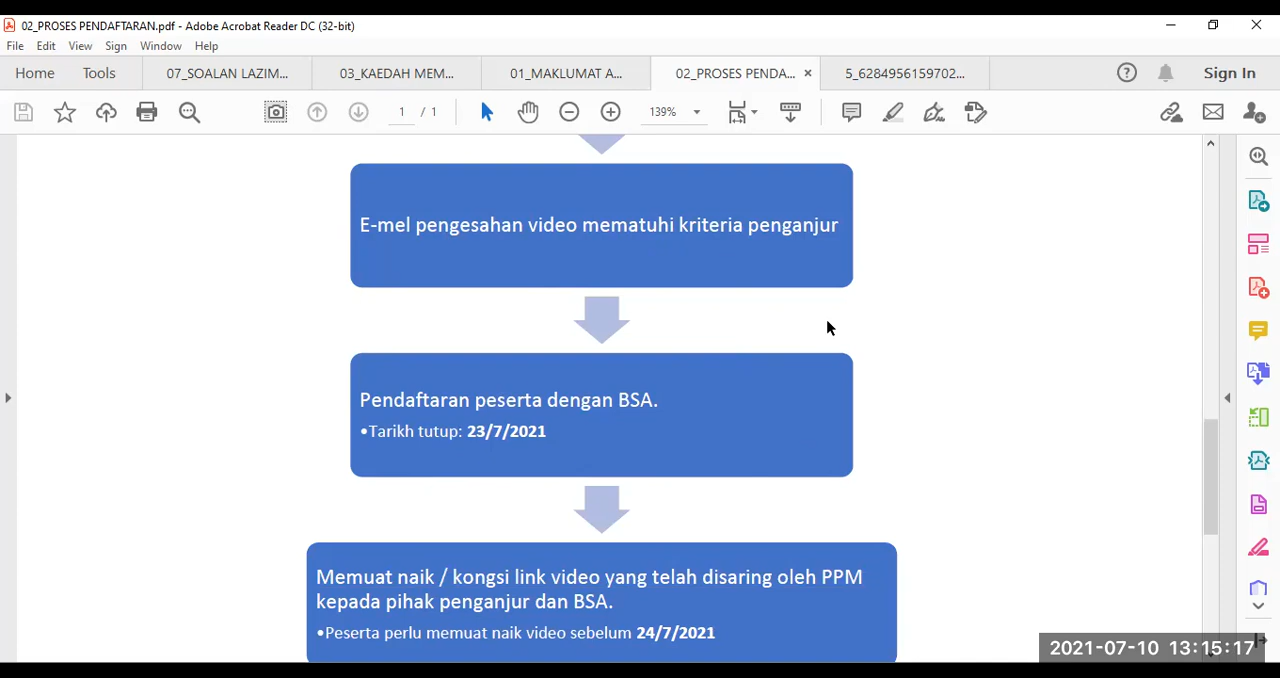 02_PROSES PENDAFTARAN.pdf - Adobe Acrobat Reader DC (32-bit)
File Edit View Sign Window Help
Home Tools 07_SOALAN LAZIM... 03_KAEDAH MEM... 01_MAKLUMAT A... 02_PROSES PENDA... × 5_6284956159702... Sign In
1 / 1 139%
E-mel pengesahan video mematuhi kriteria penganjur
Pendaftaran peserta dengan BSA.
•Tarikh tutup: 23/7/2021
Memuat naik / kongsi link video yang telah disaring oleh PPM
kepada pihak penganjur dan BSA.
•Peserta perlu memuat naik video sebelum 24/7/2021
2021-07-10 13:15:17